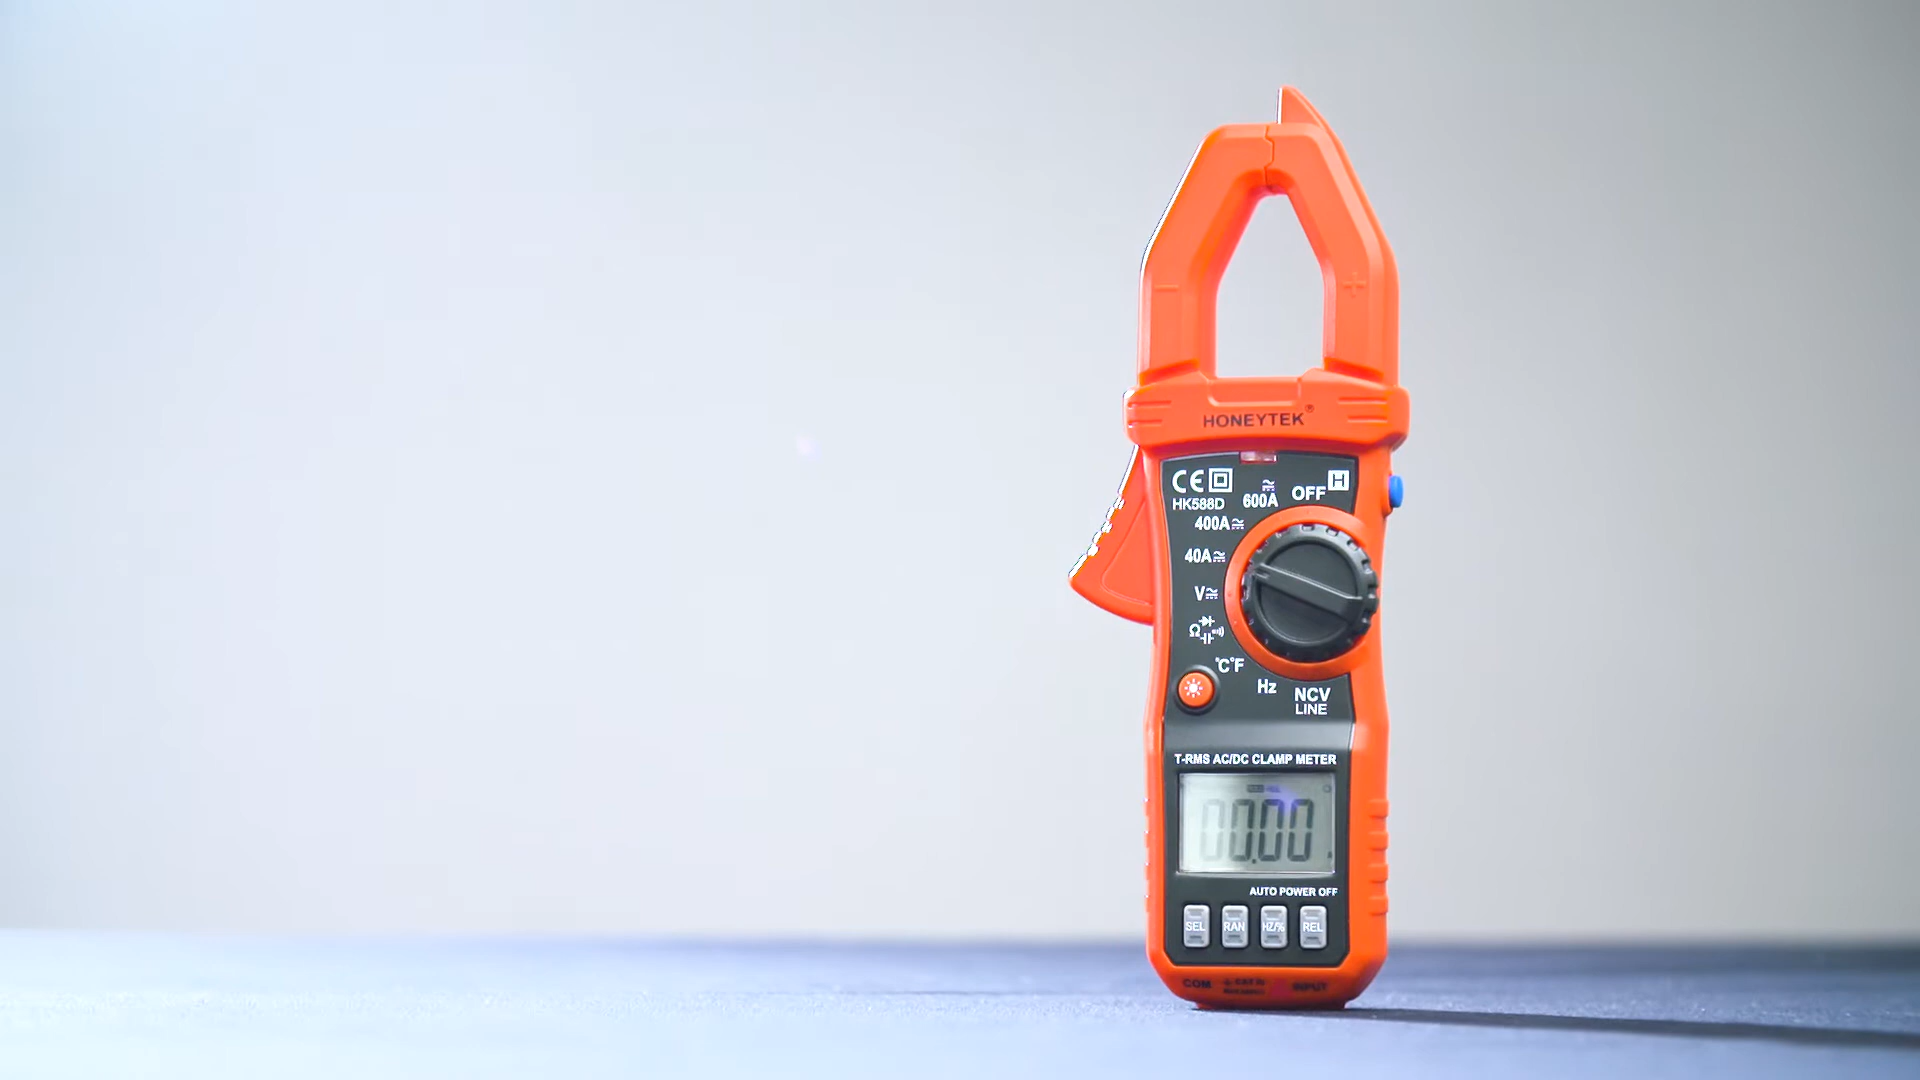 HONEYTEK®
CE
HK588D
600A
OFF H
400A
40A
V
Ω
°C°F
Hz
NCV
LINE
T-RMS AC/DC CLAMP METER
00.00
AUTO POWER OFF
SEL RAN HZ/% REL
COM INPUT